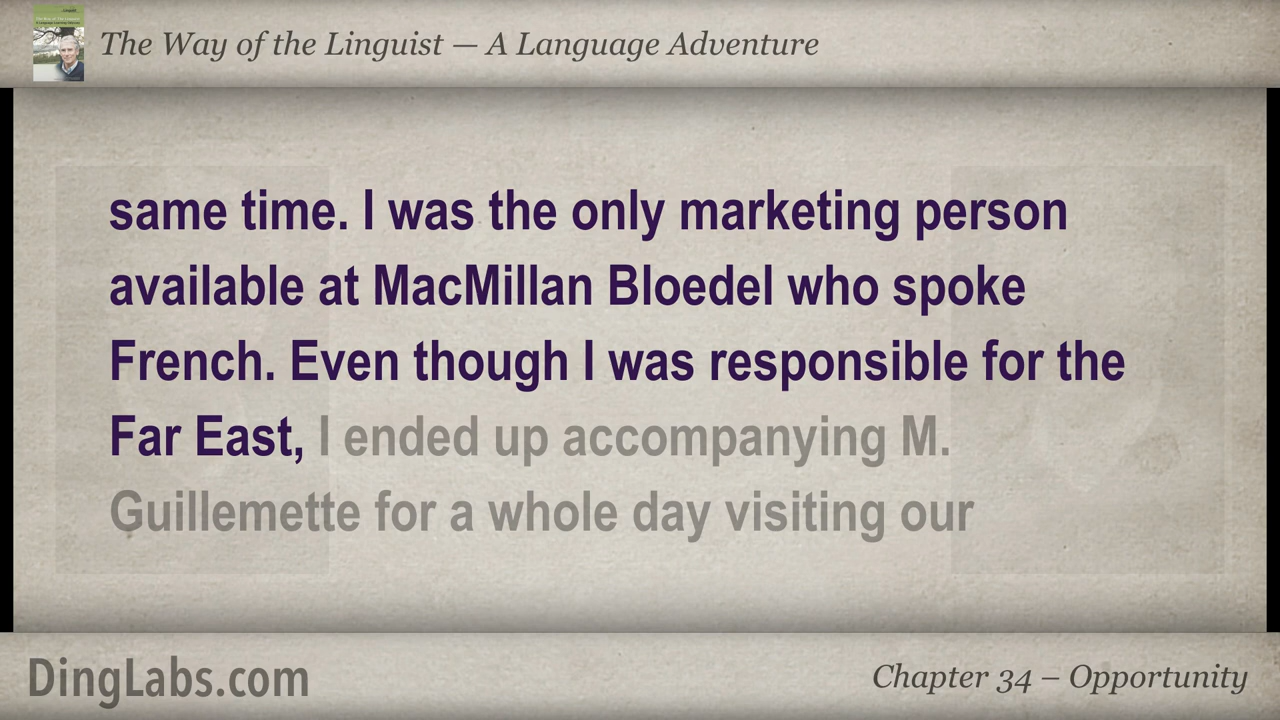 The Way of the Linguist — A Language Adventure
same time. I was the only marketing person
available at MacMillan Bloedel who spoke
French. Even though I was responsible for the
Far East, I ended up accompanying M.
Guillemette for a whole day visiting our
DingLabs.com
Chapter 34 – Opportunity